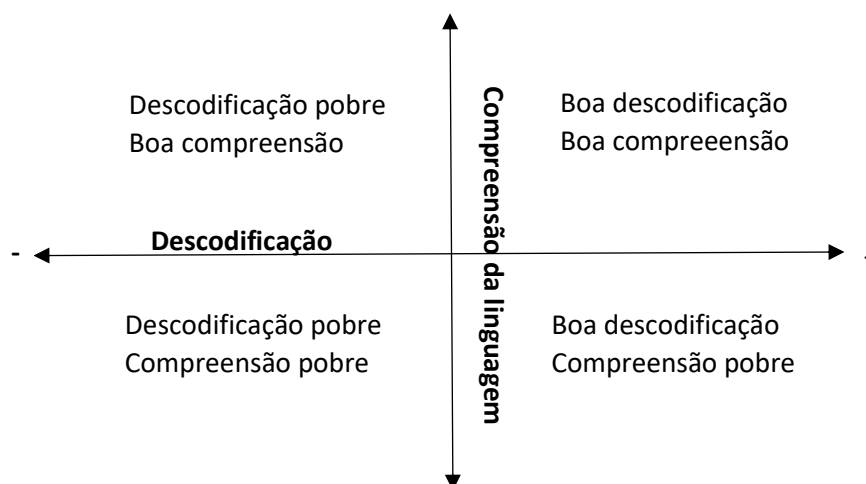 Descodificação pobre
Boa compreensão
Boa descodificação
Boa compreeensão
Compreensão da linguagem
Descodificação
-
Descodificação pobre
Compreensão pobre
Boa descodificação
Compreensão pobre